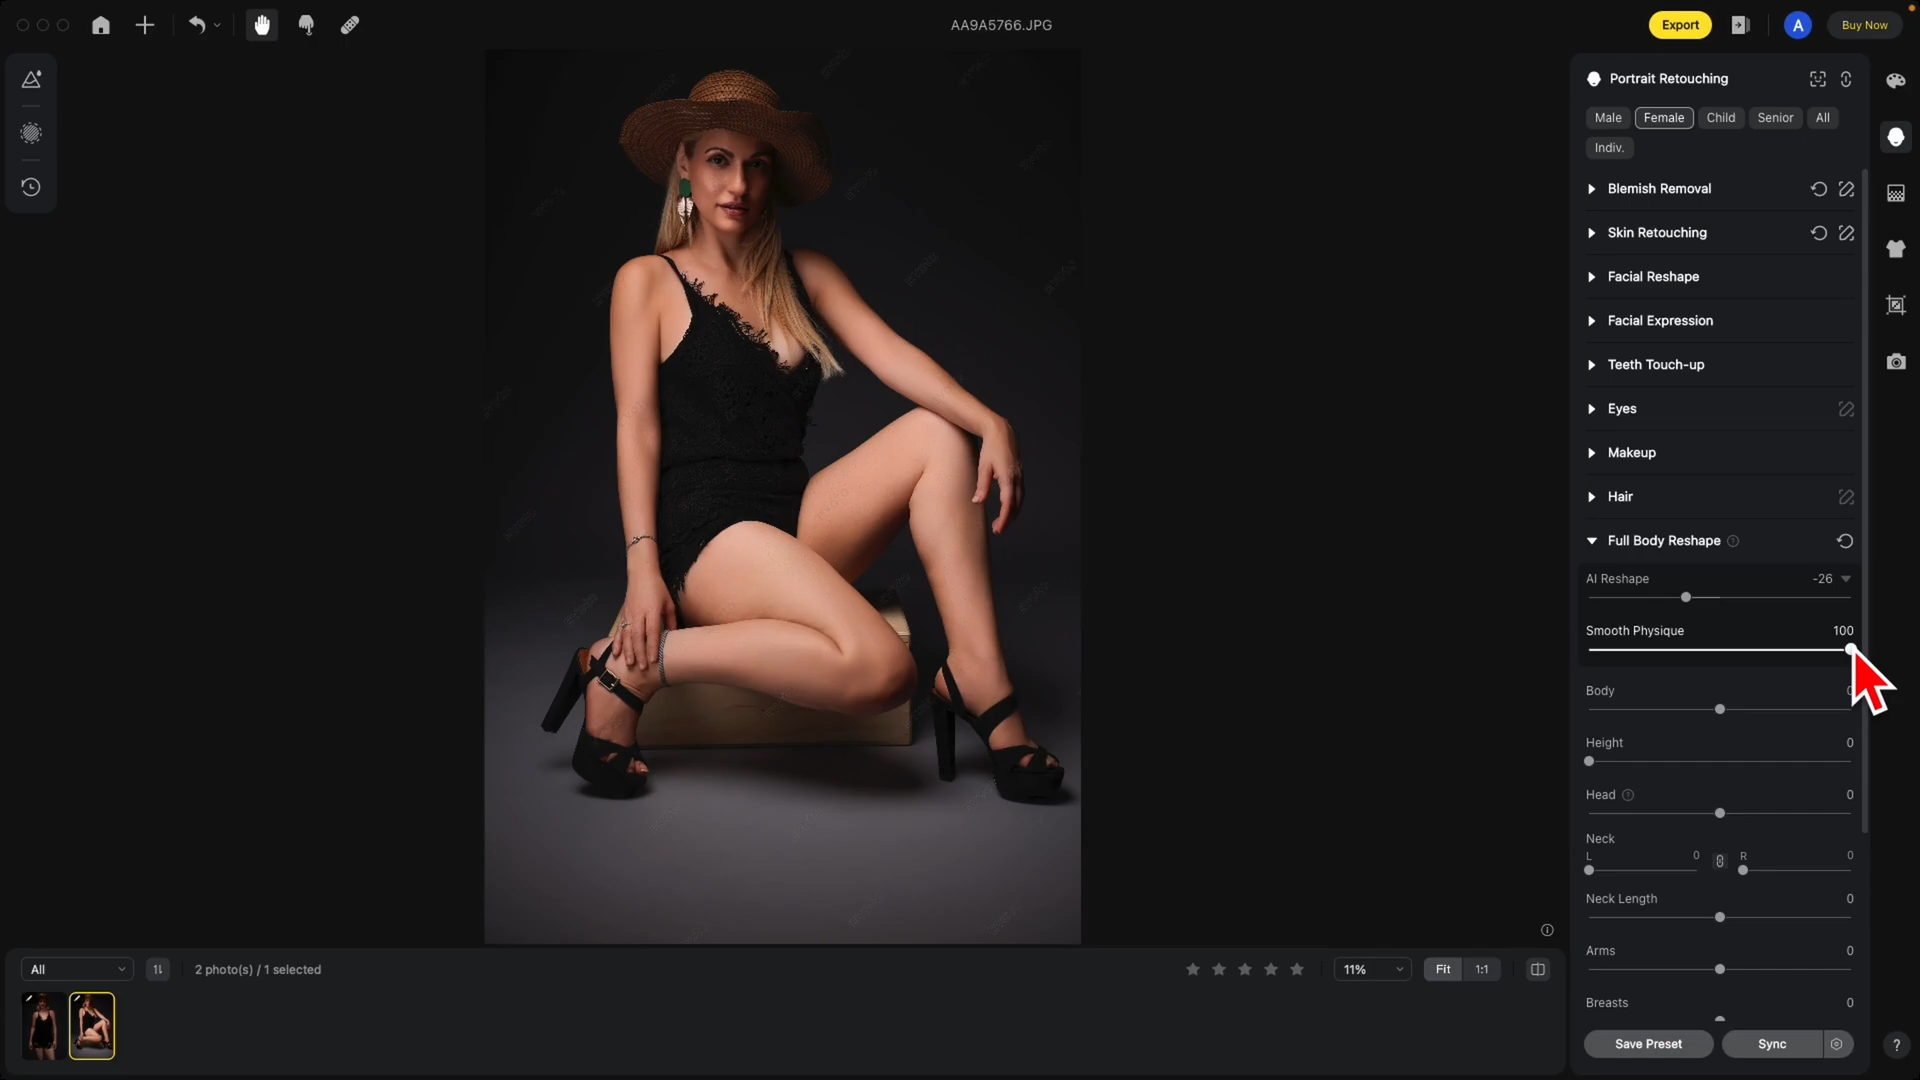 AA9A5766.JPG
Export
A
Buy Now
Portrait Retouching
Male Female Child Senior All
Indiv.
Blemish Removal
Skin Retouching
Facial Reshape
Facial Expression
Teeth Touch-up
Eyes
Makeup
Hair
Full Body Reshape
AI Reshape -26
Smooth Physique 100
Body
Height 0
Head 0
Neck
L 0 R 0
Neck Length 0
Arms 0
Breasts 0
Save Preset Sync
All 2 photo(s) / 1 selected 11% Fit 1:1
?